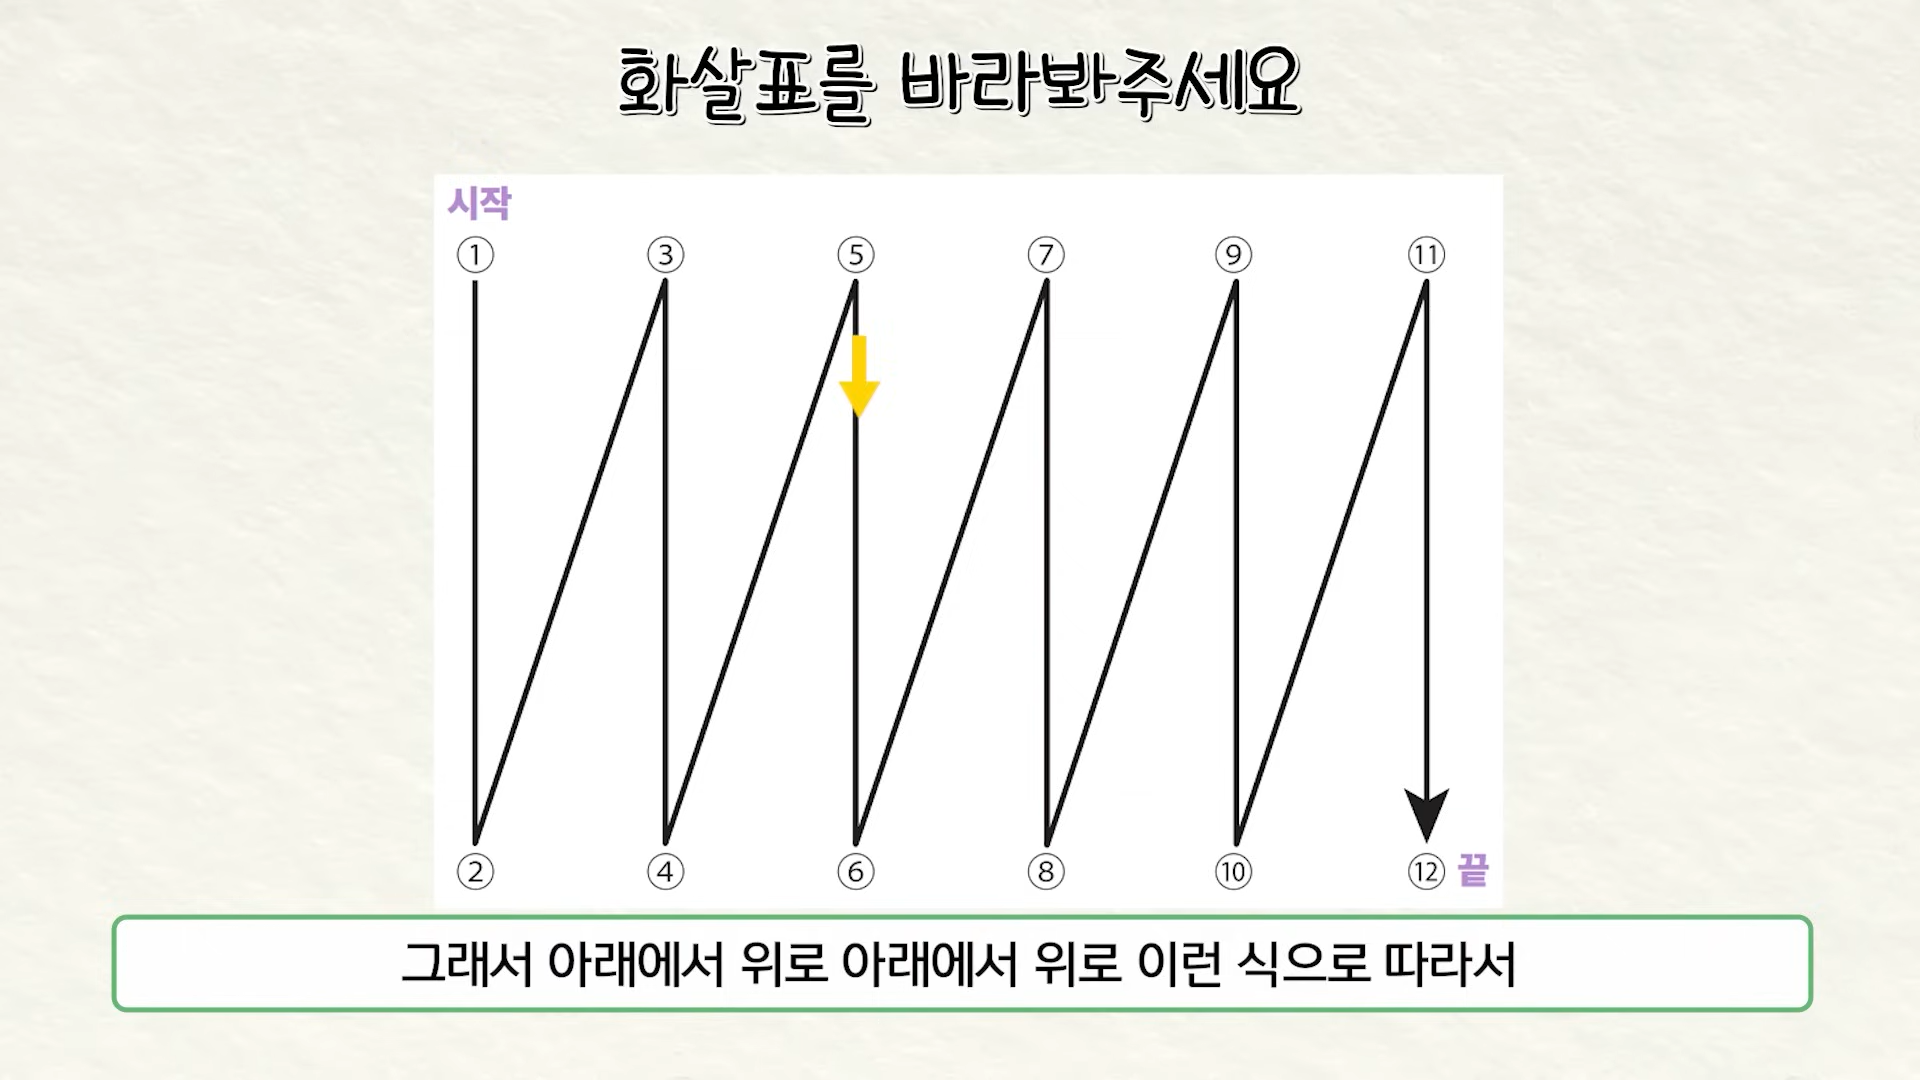 화살표를 바라봐주세요
시작
① ③ ⑤ ⑦ ⑨ ⑪
② ④ ⑥ ⑧ ⑩ ⑫ 끝
그래서 아래에서 위로 아래에서 위로 이런 식으로 따라서